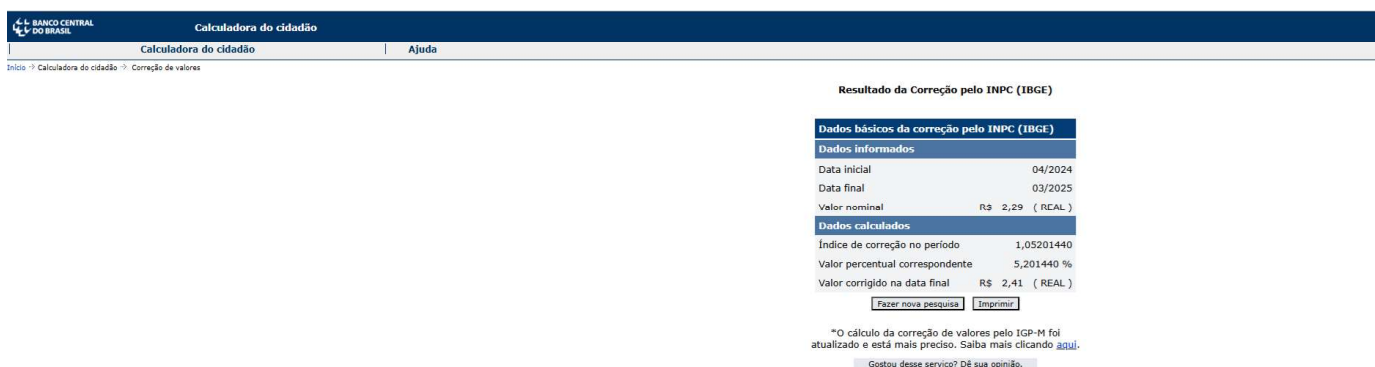 BANCO CENTRAL
DO BRASIL
Calculadora do cidadão
Calculadora do cidadão
Ajuda
Início → Calculadora do cidadão → Correção de valores
Resultado da Correção pelo INPC (IBGE)
Dados básicos da correção pelo INPC (IBGE)
Dados informados
Data inicial 04/2024
Data final 03/2025
Valor nominal R$ 2,29 ( REAL )
Dados calculados
Índice de correção no período 1,05201440
Valor percentual correspondente 5,201440 %
Valor corrigido na data final R$ 2,41 ( REAL )
Fazer nova pesquisa Imprimir
*O cálculo da correção de valores pelo IGP-M foi
atualizado e está mais preciso. Saiba mais clicando aqui.
Gostou desse serviço? Dê sua opinião.